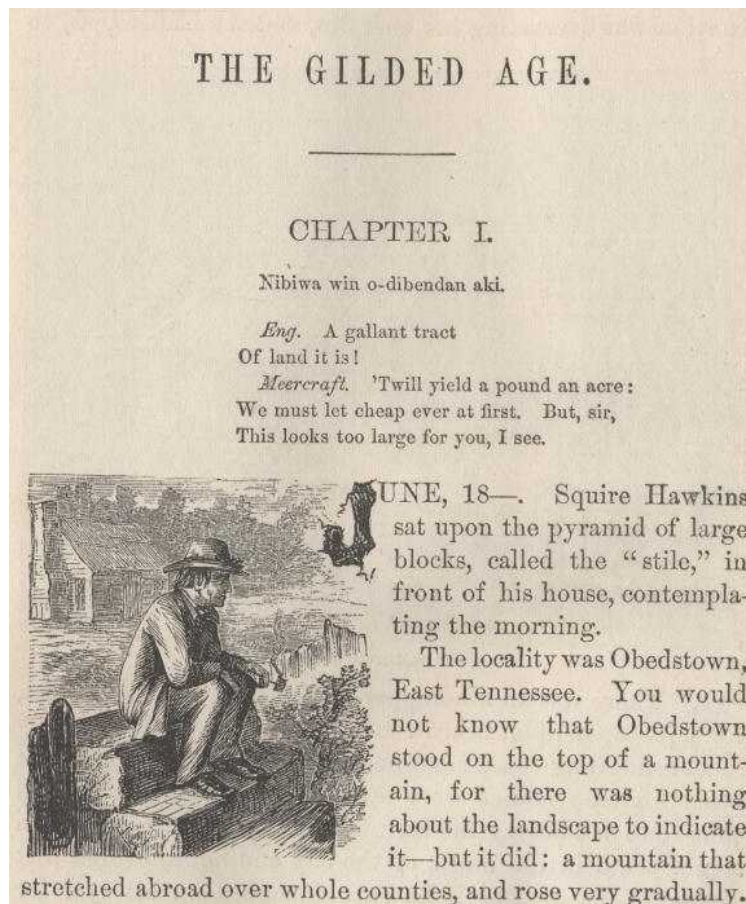 THE GILDED AGE.
CHAPTER I.
Nibiwa win o-dibendan aki.
Eng. A gallant tract
Of land it is!
Meercraft. 'Twill yield a pound an acre:
We must let cheap ever at first. But, sir,
This looks too large for you, I see.
JUNE, 18—. Squire Hawkins
sat upon the pyramid of large
blocks, called the “stile,” in
front of his house, contempla-
ting the morning.
The locality was Obedstown,
East Tennessee. You would
not know that Obedstown
stood on the top of a mount-
ain, for there was nothing
about the landscape to indicate
it—but it did: a mountain that
stretched abroad over whole counties, and rose very gradually.